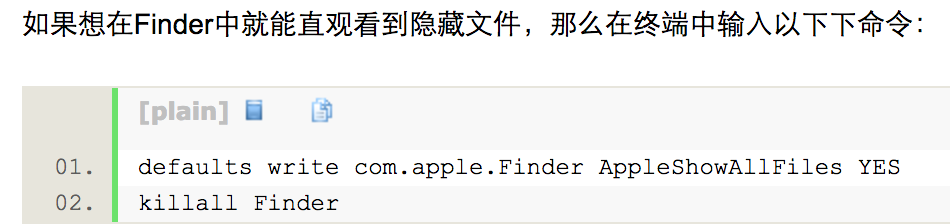 如果想在Finder中就能直观看到隐藏文件，那么在终端中输入以下下命令：
[plain]
01. defaults write com.apple.Finder AppleShowAllFiles YES
02. killall Finder